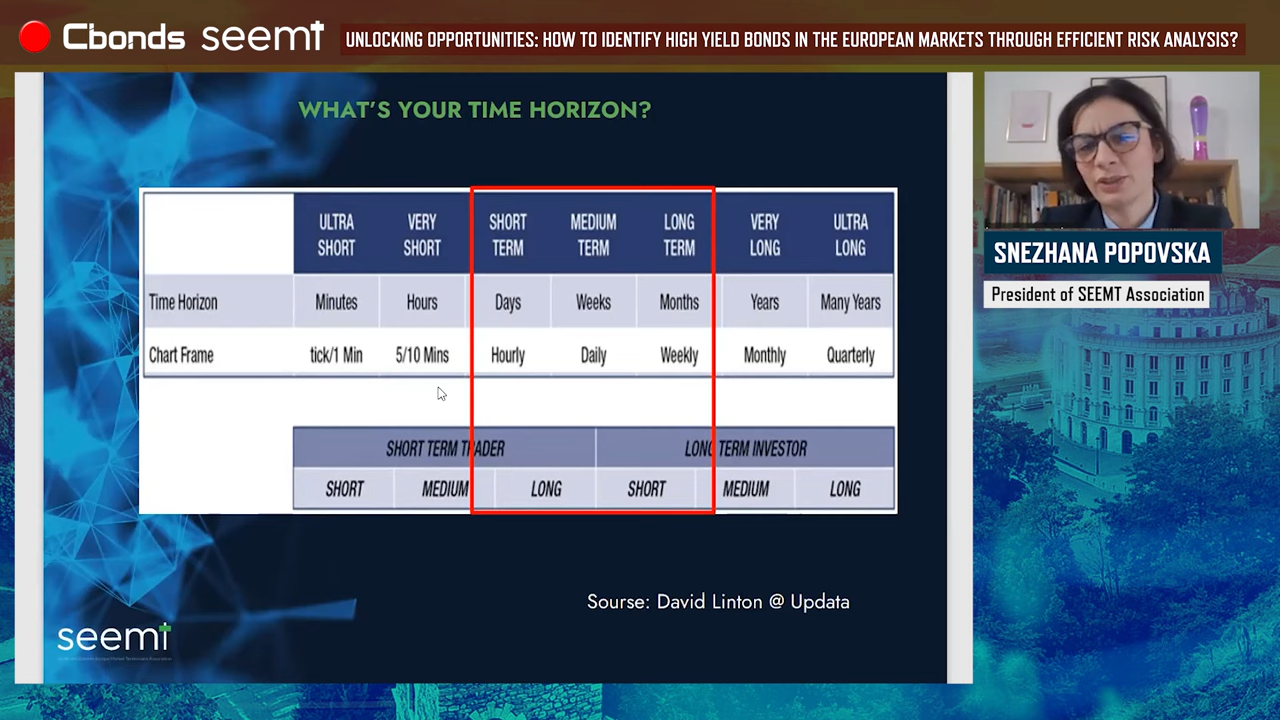 Cbonds seemt UNLOCKING OPPORTUNITIES: HOW TO IDENTIFY HIGH YIELD BONDS IN THE EUROPEAN MARKETS THROUGH EFFICIENT RISK ANALYSIS?
WHAT'S YOUR TIME HORIZON?
ULTRA SHORT
VERY SHORT
SHORT TERM
MEDIUM TERM
LONG TERM
VERY LONG
ULTRA LONG
Time Horizon Minutes Hours Days Weeks Months Years Many Years
Chart Frame tick/1 Min 5/10 Mins Hourly Daily Weekly Monthly Quarterly
SHORT TERM TRADER LONG TERM INVESTOR
SHORT MEDIUM LONG SHORT MEDIUM LONG
Sourse: David Linton @ Updata
seemt
SNEZHANA POPOVSKA
President of SEEMT Association